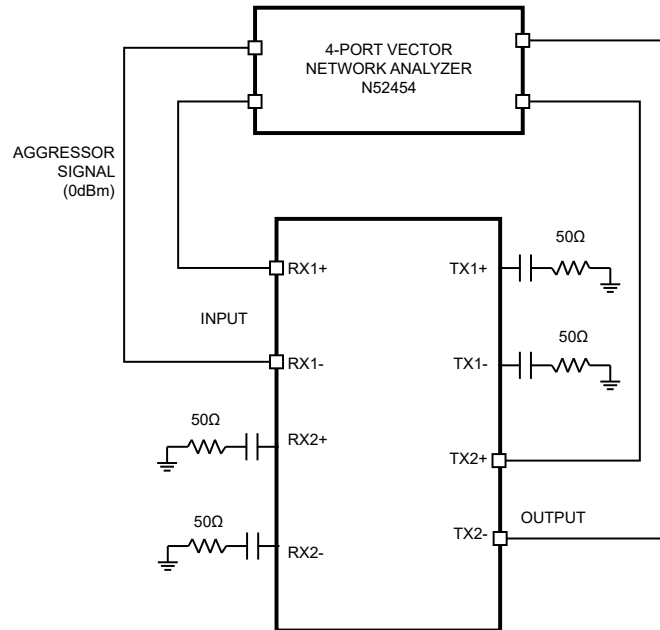 4-PORT VECTOR
NETWORK ANALYZER
N52454
AGGRESSOR
SIGNAL
(0dBm)
50Ω
RX1+
TX1+
INPUT
50Ω
RX1-
TX1-
50Ω
RX2+
TX2+
50Ω
OUTPUT
TX2-
RX2-